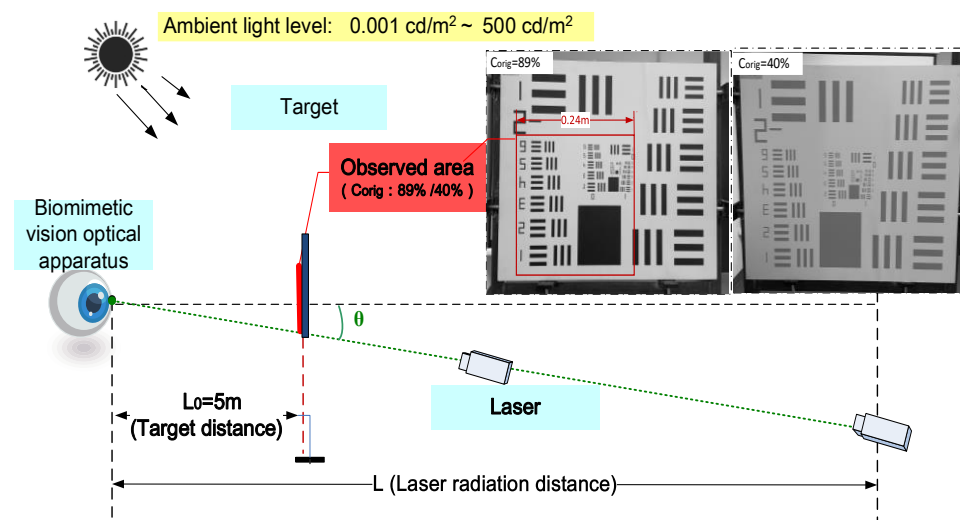 Ambient light level: 0.001 cd/m² ~ 500 cd/m²
Target
Corig=89%
Corig=40%
0.24m
Observed area
( Corig : 89% /40% )
Biomimetic
vision optical
apparatus
θ
L0=5m
(Target distance)
Laser
L (Laser radiation distance)